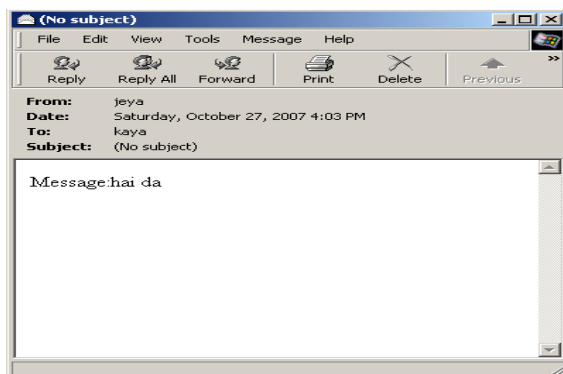 (No subject)
File Edit View Tools Message Help
Reply Reply All Forward Print Delete Previous »
From: jeya
Date: Saturday, October 27, 2007 4:03 PM
To: kaya
Subject: (No subject)
Message:hai da